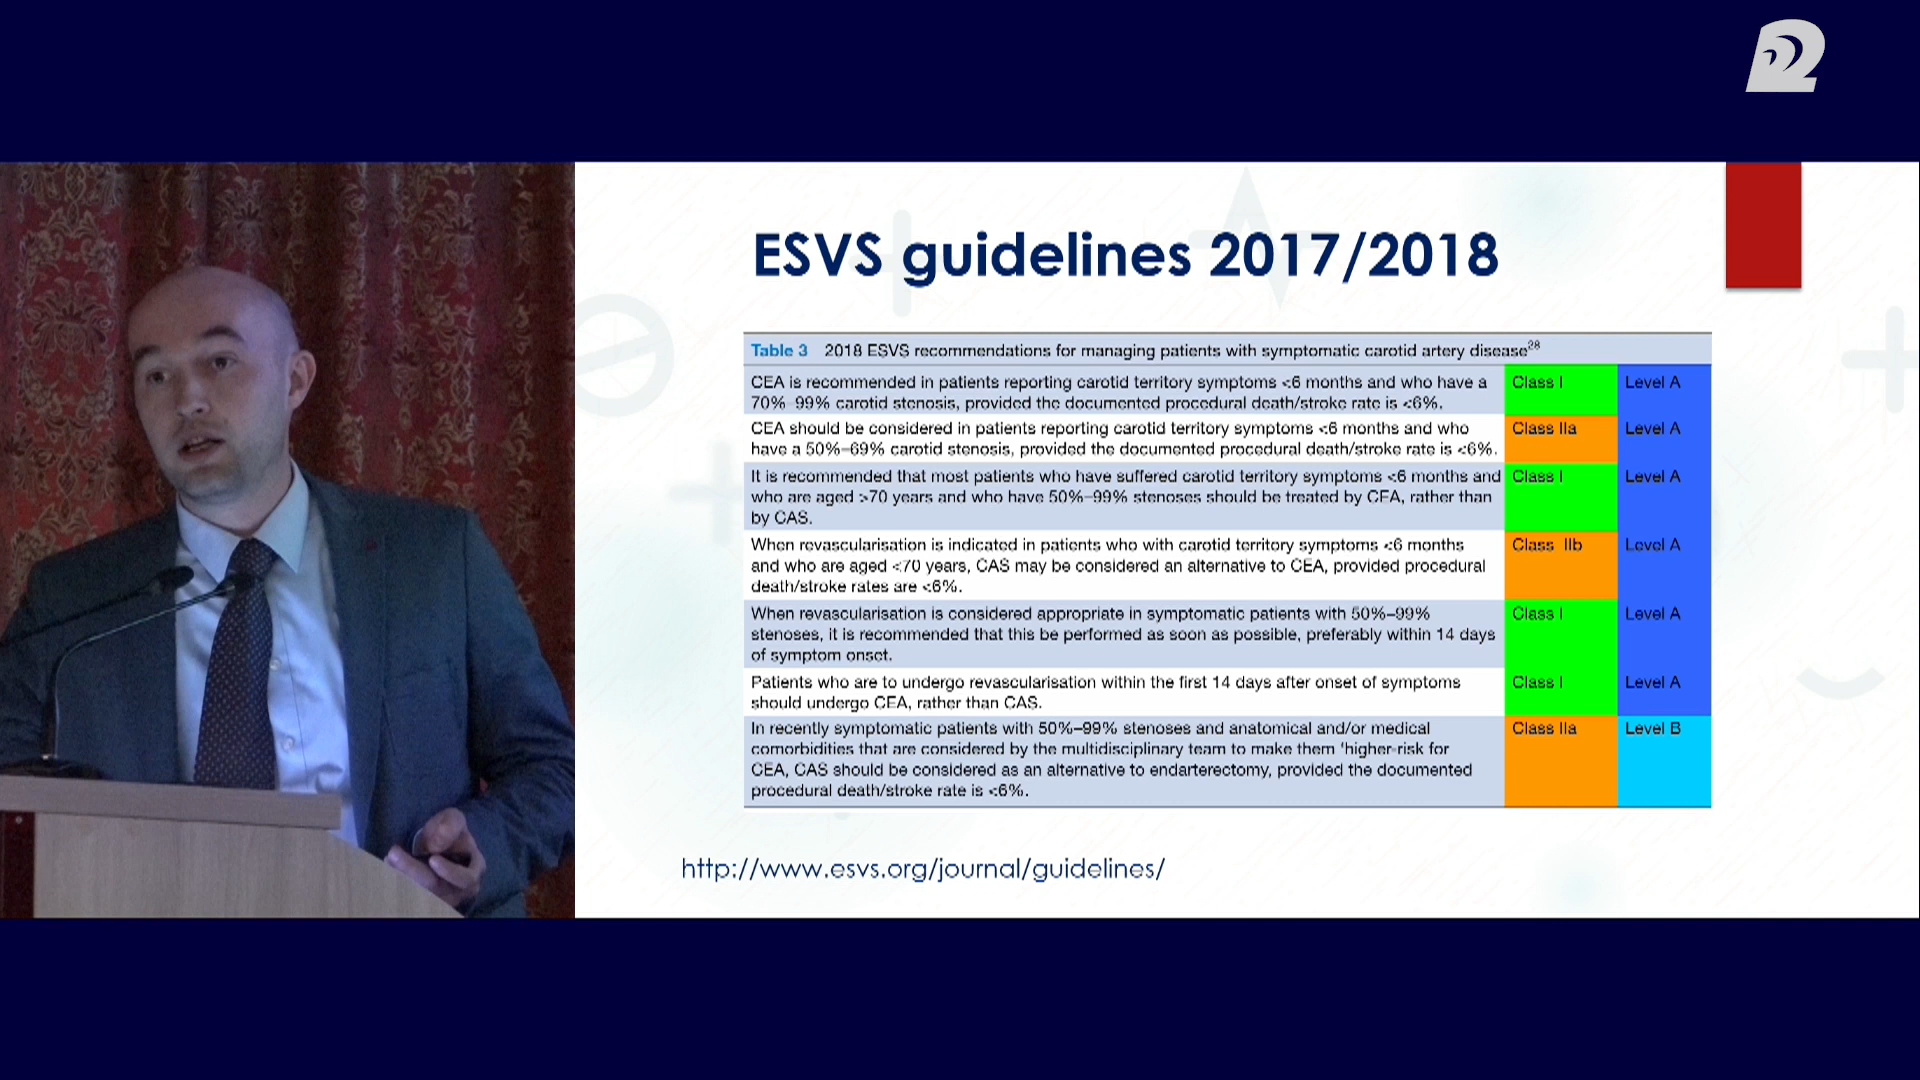 ESVS guidelines 2017/2018
Table 3 2018 ESVS recommendations for managing patients with symptomatic carotid artery disease28
CEA is recommended in patients reporting carotid territory symptoms <6 months and who have a
70%–99% carotid stenosis, provided the documented procedural death/stroke rate is <6%.
Class I
Level A
CEA should be considered in patients reporting carotid territory symptoms <6 months and who
have a 50%–69% carotid stenosis, provided the documented procedural death/stroke rate is <6%.
Class IIa
Level A
It is recommended that most patients who have suffered carotid territory symptoms <6 months and
who are aged >70 years and who have 50%–99% stenoses should be treated by CEA, rather than
by CAS.
Class I
Level A
When revascularisation is indicated in patients who with carotid territory symptoms <6 months
and who are aged <70 years, CAS may be considered an alternative to CEA, provided procedural
death/stroke rates are <6%.
Class IIb
Level A
When revascularisation is considered appropriate in symptomatic patients with 50%–99%
stenoses, it is recommended that this be performed as soon as possible, preferably within 14 days
of symptom onset.
Class I
Level A
Patients who are to undergo revascularisation within the first 14 days after onset of symptoms
should undergo CEA, rather than CAS.
Class I
Level A
In recently symptomatic patients with 50%–99% stenoses and anatomical and/or medical
comorbidities that are considered by the multidisciplinary team to make them 'higher-risk for
CEA, CAS should be considered as an alternative to endarterectomy, provided the documented
procedural death/stroke rate is <6%.
Class IIa
Level B
http://www.esvs.org/journal/guidelines/